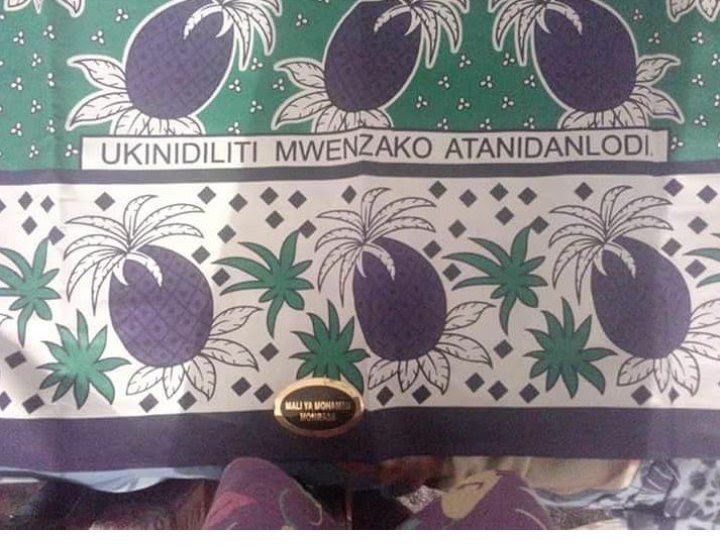 UKINIDILITI MWENZAKO ATANIDANLODI.
MALI YA MOHAMED
MOMBASA